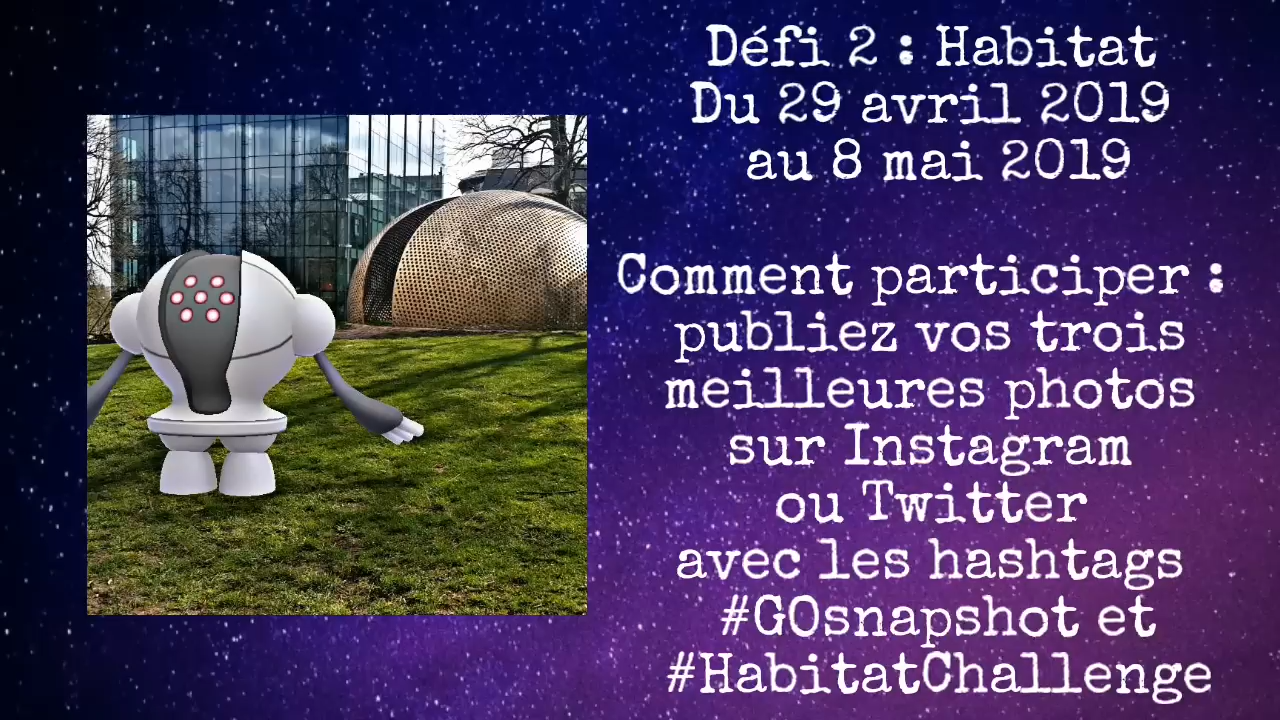 Défi 2 : Habitat
Du 29 avril 2019
au 8 mai 2019
Comment participer :
publiez vos trois
meilleures photos
sur Instagram
ou Twitter
avec les hashtags
#GOsnapshot et
#HabitatChallenge